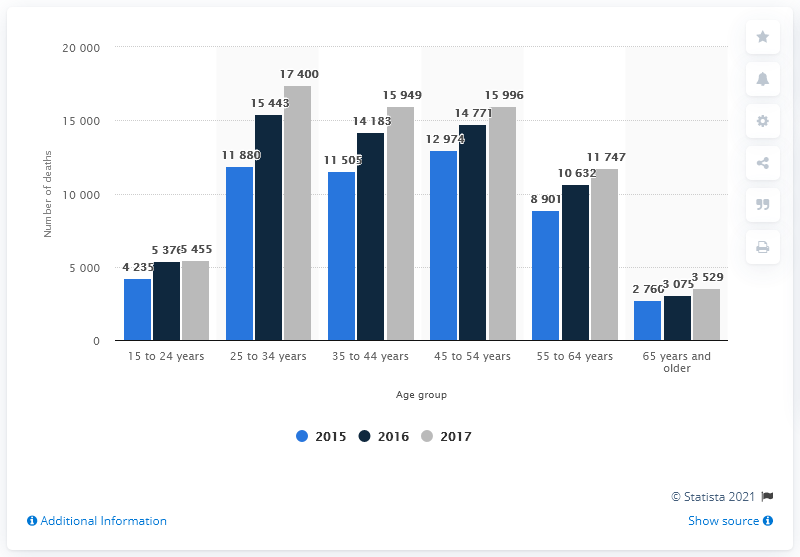 20 000
15 000
10 000
5 000
0
Number of deaths
4 235
5 376
5 455
11 880
15 443
17 400
11 505
14 183
15 949
12 974
14 771
15 996
8 901
10 632
11 747
2 760
3 075
3 529
15 to 24 years
25 to 34 years
35 to 44 years
45 to 54 years
55 to 64 years
65 years and
older
Age group
2015
2016
2017
© Statista 2021
Additional Information
Show source